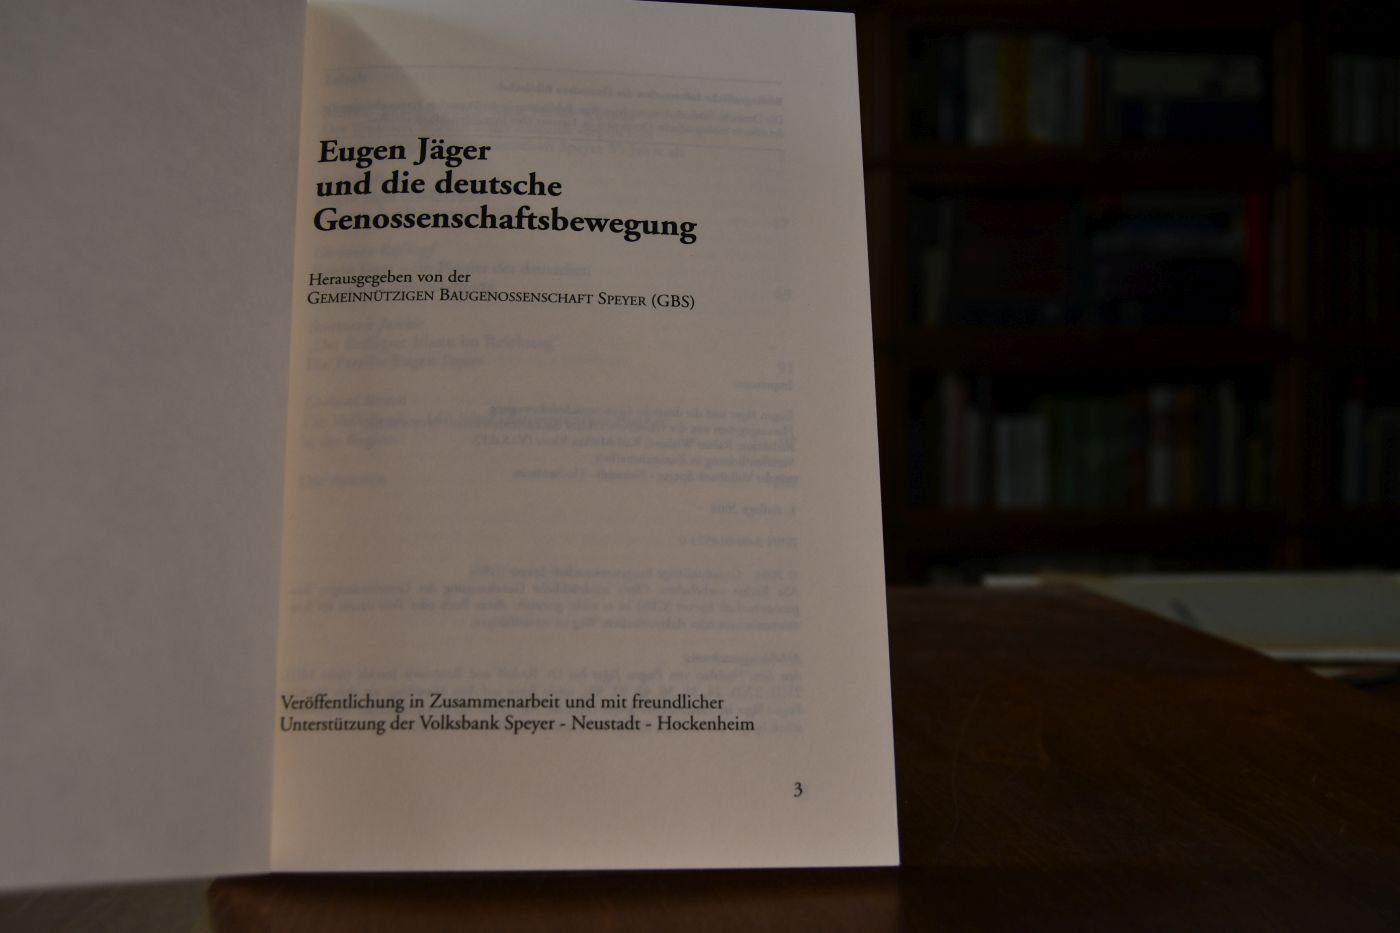 Eugen Jäger
und die deutsche
Genossenschaftsbewegung
Herausgegeben von der
GEMEINNÜTZIGEN BAUGENOSSENSCHAFT SPEYER (GBS)
Veröffentlichung in Zusammenarbeit und mit freundlicher
Unterstützung der Volksbank Speyer - Neustadt - Hockenheim
3